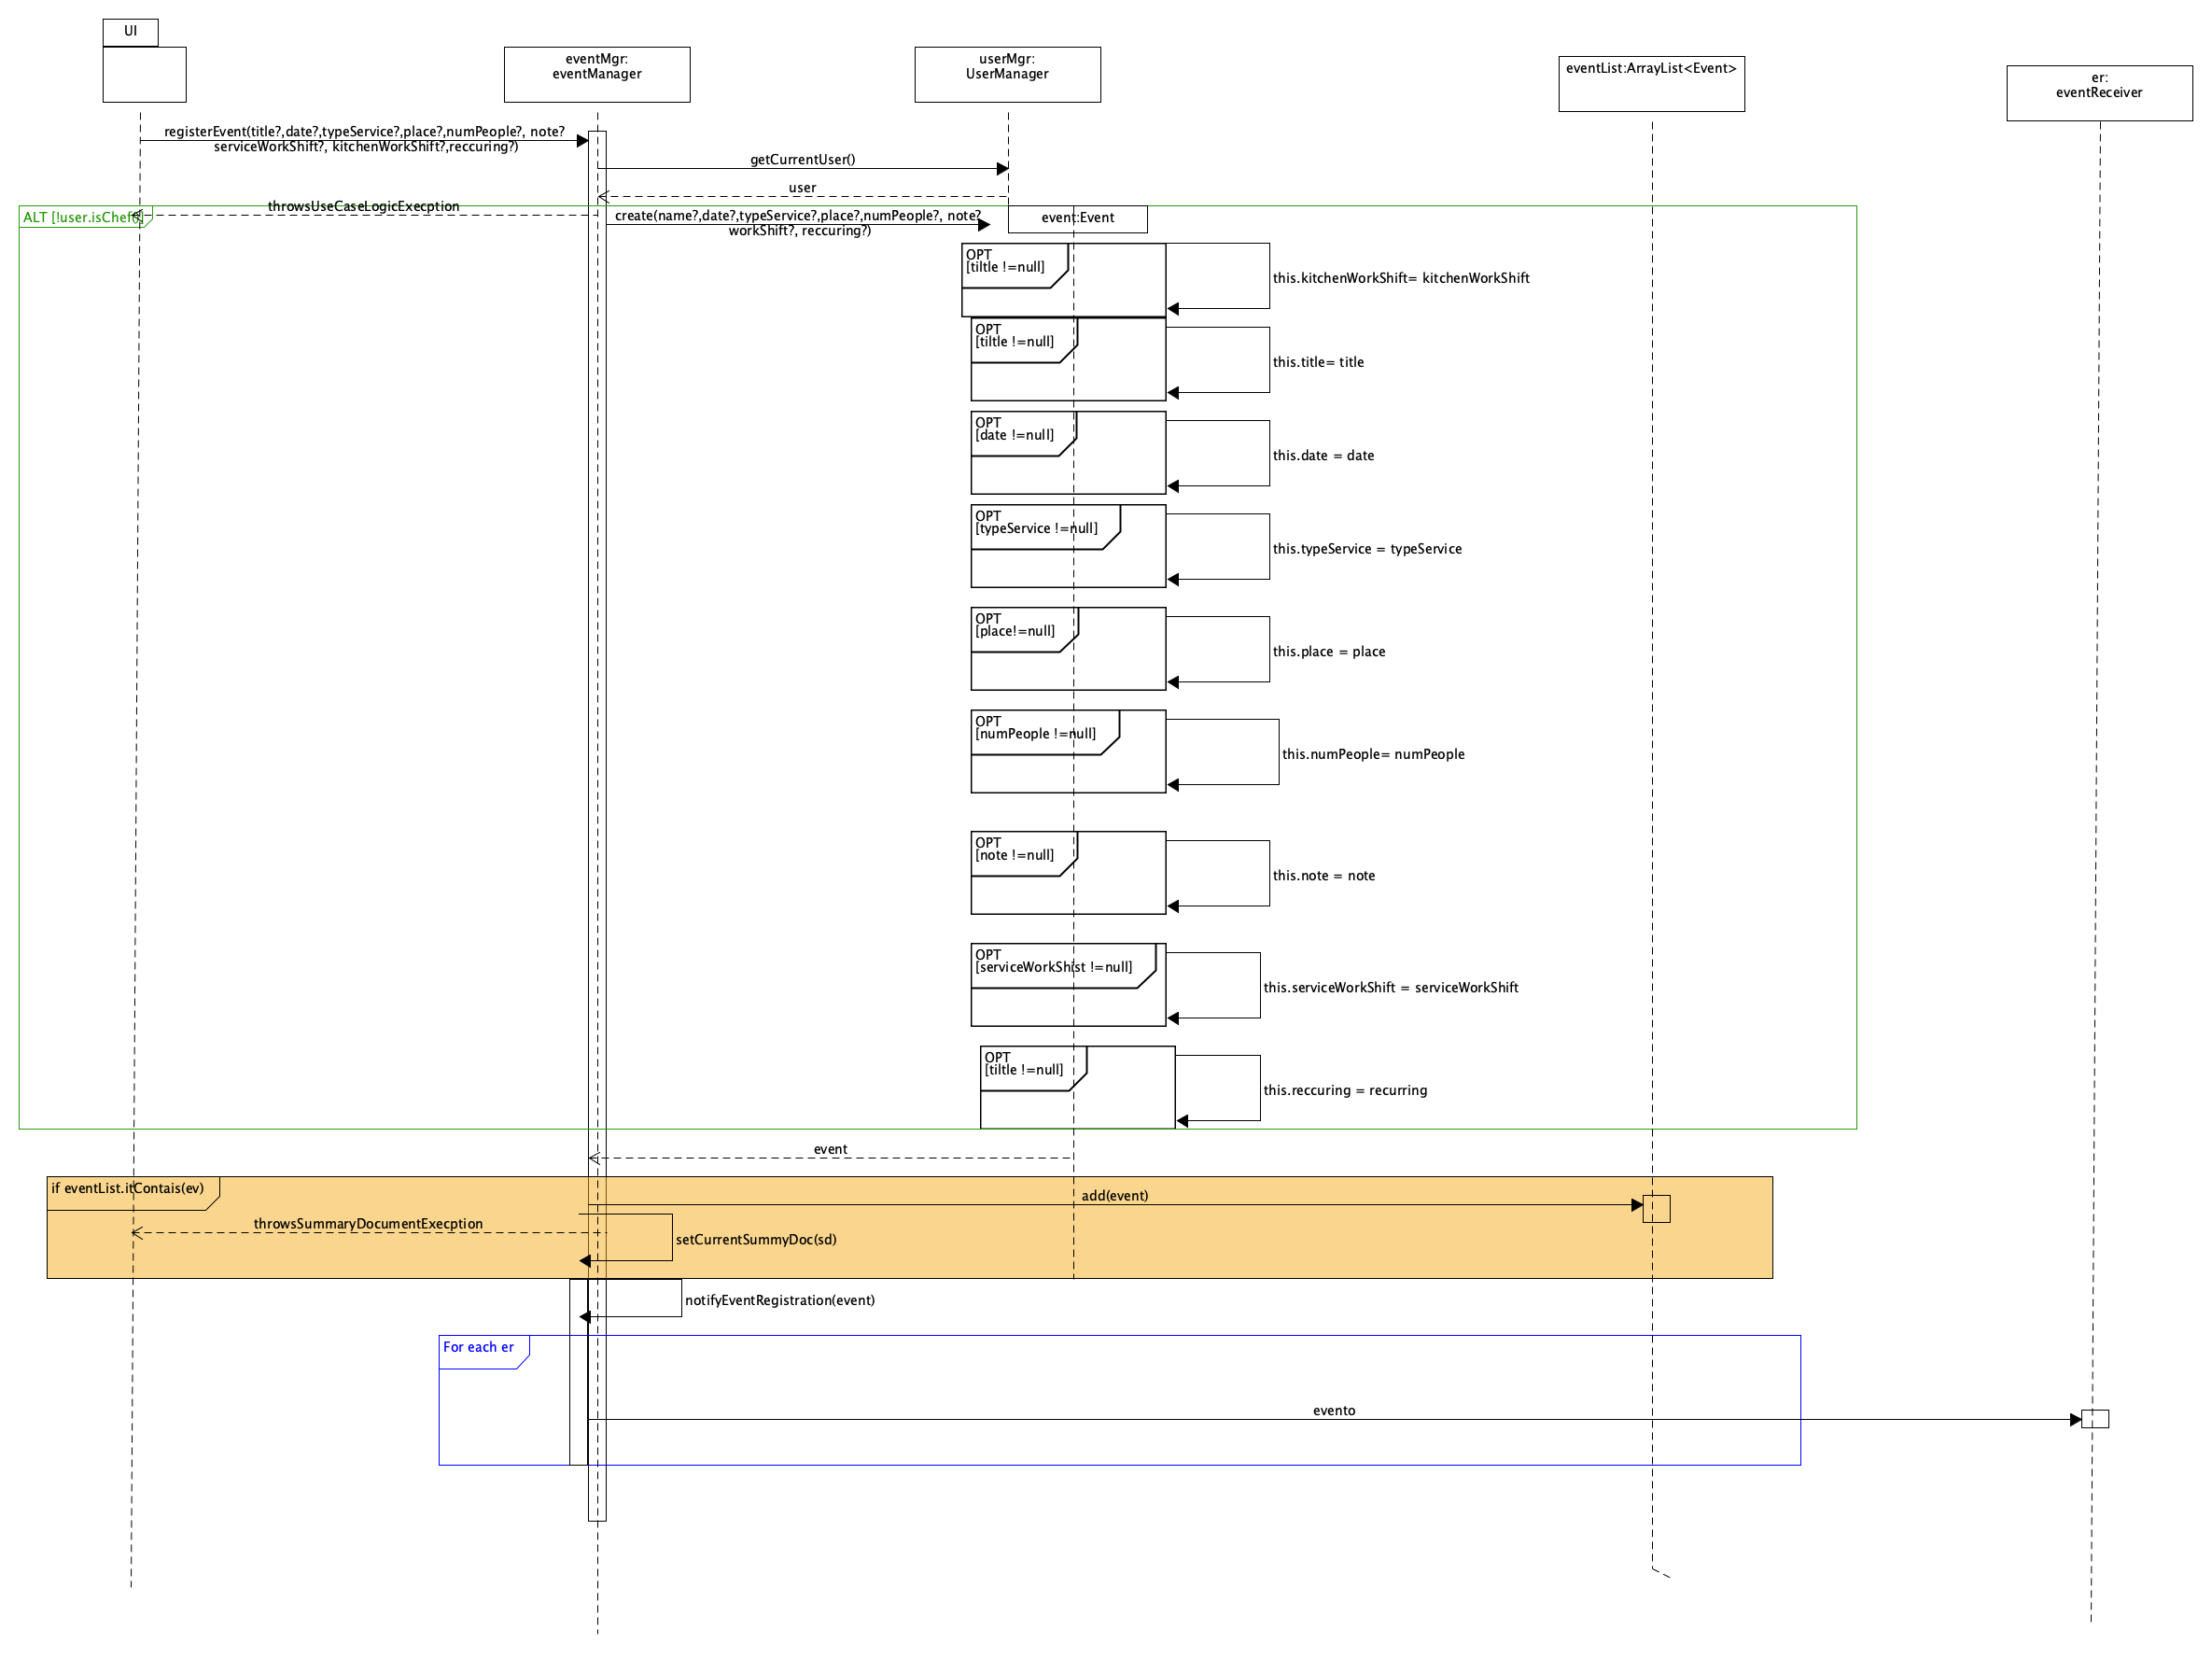 UI
eventMgr:
eventManager
userMgr:
UserManager
eventList:ArrayList<Event>
er:
eventReceiver
registerEvent(title?,date?,typeService?,place?,numPeople?, note?
serviceWorkShift?, kitchenWorkShift?,reccuring?)
getCurrentUser()
user
throwsUseCaseLogicExecption
ALT [!user.isChef()]
create(name?,date?,typeService?,place?,numPeople?, note?
workShift?, reccuring?)
event:Event
OPT
[tiltle !=null]
this.kitchenWorkShift= kitchenWorkShift
OPT
[tiltle !=null]
this.title= title
OPT
[date !=null]
this.date = date
OPT
[typeService !=null]
this.typeService = typeService
OPT
[place!=null]
this.place = place
OPT
[numPeople !=null]
this.numPeople= numPeople
OPT
[note !=null]
this.note = note
OPT
[serviceWorkShist !=null]
this.serviceWorkShift = serviceWorkShift
OPT
[tiltle !=null]
this.reccuring = recurring
event
if eventList.itContais(ev)
add(event)
throwsSummaryDocumentExecption
setCurrentSummyDoc(sd)
notifyEventRegistration(event)
For each er
evento